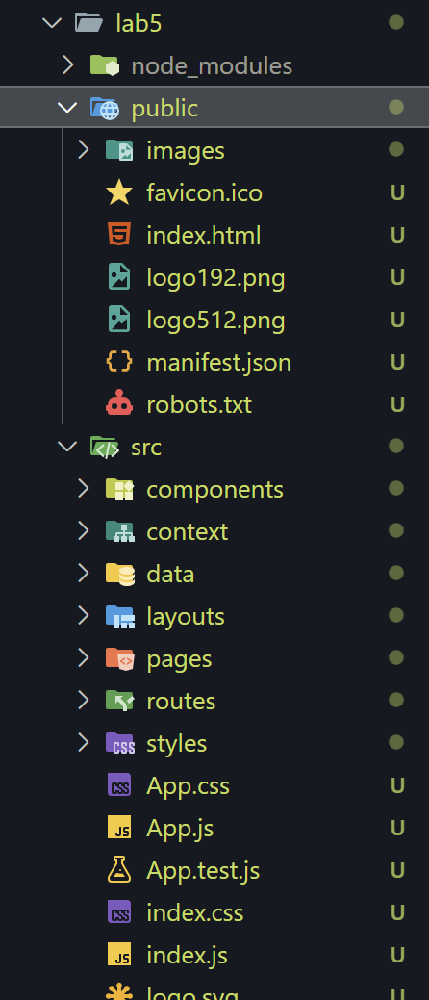 lab5
node_modules
public
images
favicon.ico U
index.html U
logo192.png U
logo512.png U
manifest.json U
robots.txt U
src
components
context
data
layouts
pages
routes
styles
App.css U
App.js U
App.test.js U
index.css U
index.js U
logo.svg U